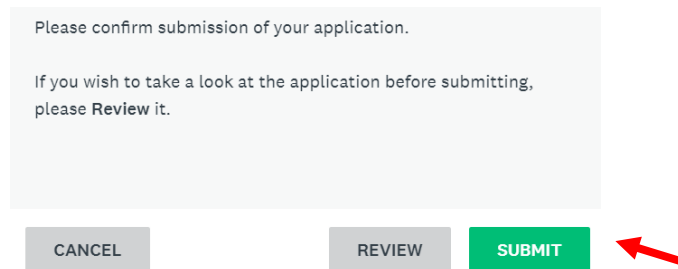 Please confirm submission of your application.
If you wish to take a look at the application before submitting,
please Review it.
CANCEL REVIEW SUBMIT